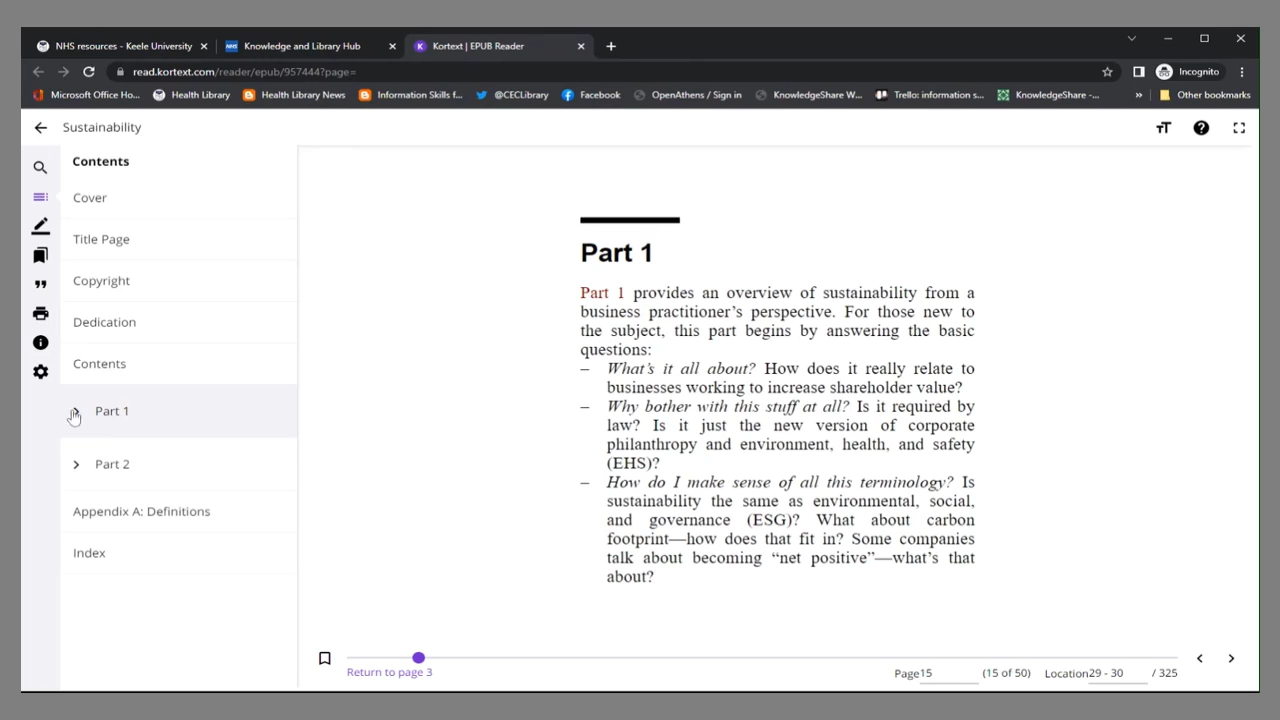 NHS resources - Keele University
NHS Knowledge and Library Hub
K Kortext | EPUB Reader
read.kortext.com/reader/epub/957444?page=
Incognito
Microsoft Office Ho...
Health Library
Health Library News
Information Skills f...
@CECLibrary
Facebook
OpenAthens / Sign in
KnowledgeShare W...
Trello: information s...
KnowledgeShare -...
»
Other bookmarks
Sustainability
Contents
Cover
Title Page
Copyright
Dedication
Contents
Part 1
Part 2
Appendix A: Definitions
Index
Part 1
Part 1 provides an overview of sustainability from a
business practitioner's perspective. For those new to
the subject, this part begins by answering the basic
questions:
– What's it all about? How does it really relate to
businesses working to increase shareholder value?
– Why bother with this stuff at all? Is it required by
law? Is it just the new version of corporate
philanthropy and environment, health, and safety
(EHS)?
– How do I make sense of all this terminology? Is
sustainability the same as environmental, social,
and governance (ESG)? What about carbon
footprint—how does that fit in? Some companies
talk about becoming “net positive”—what's that
about?
Return to page 3
Page15 (15 of 50) Location29 - 30 / 325